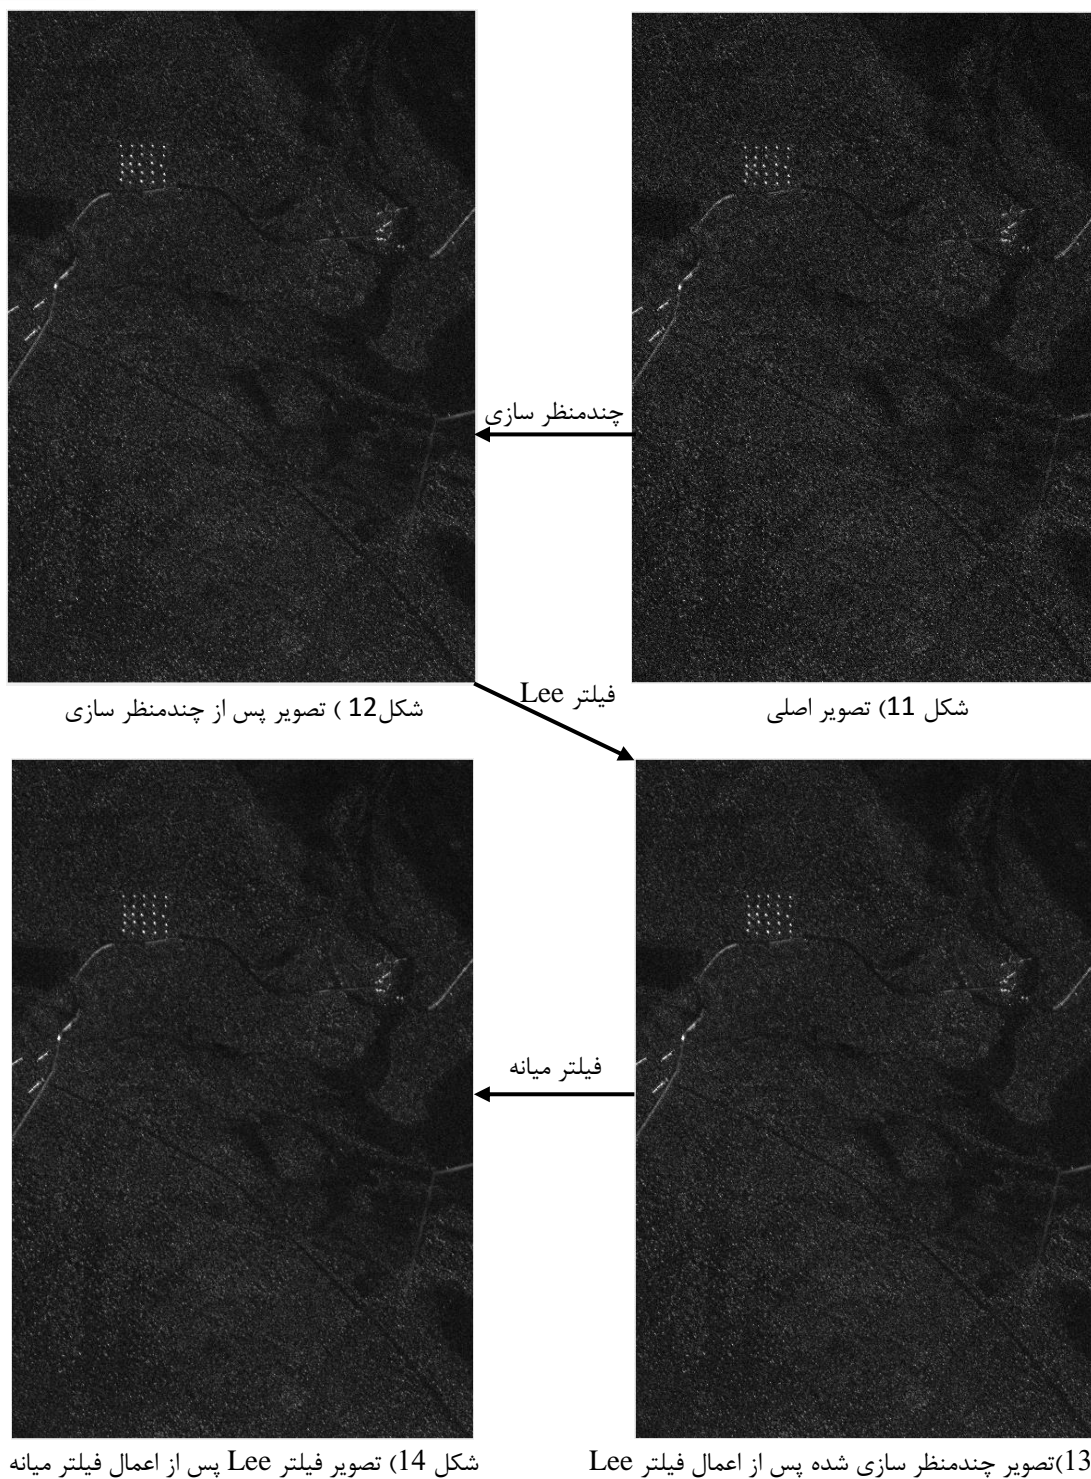 چندمنظر سازی
شکل 11) تصویر اصلی
شکل12 ) تصویر پس از چندمنظر سازی
فیلتر Lee
فیلتر میانه
13)تصویر چندمنظر سازی شده پس از اعمال فیلتر Lee
شکل 14) تصویر فیلتر Lee پس از اعمال فیلتر میانه